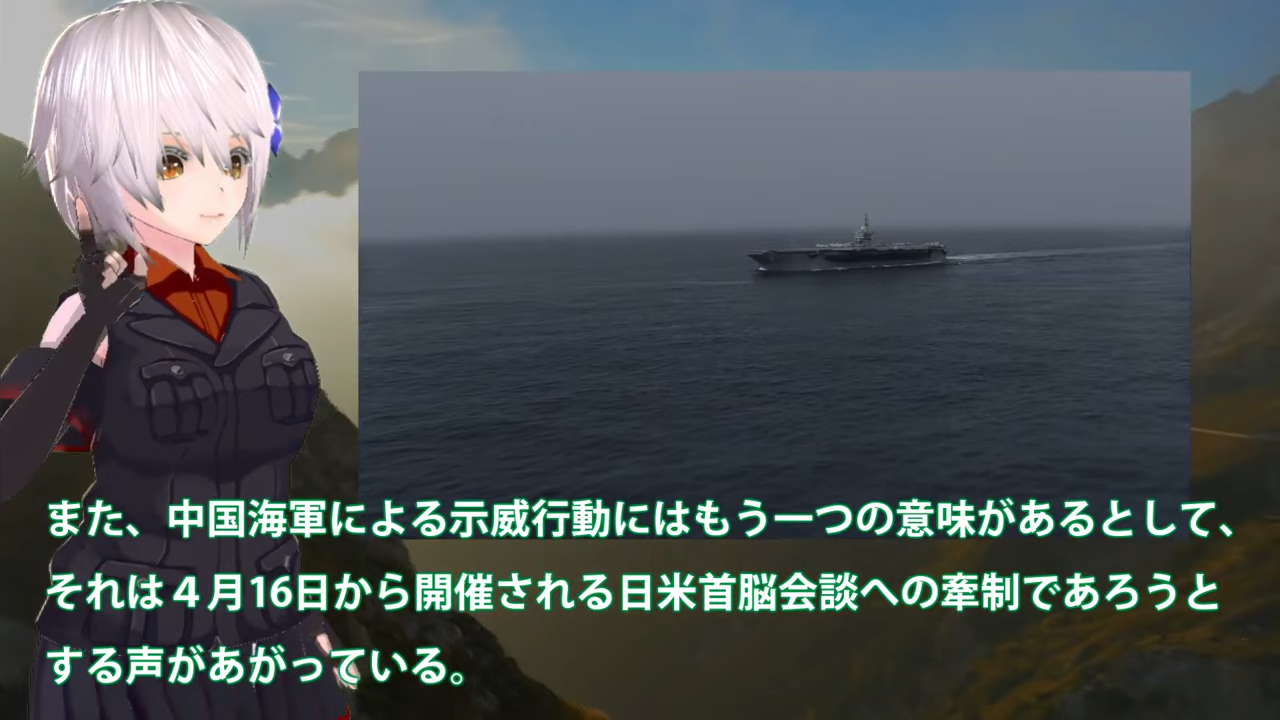 また、中国海軍による示威行動にはもう一つの意味があるとして、
それは４月16日から開催される日米首脳会談への牽制であろうと
する声があがっている。